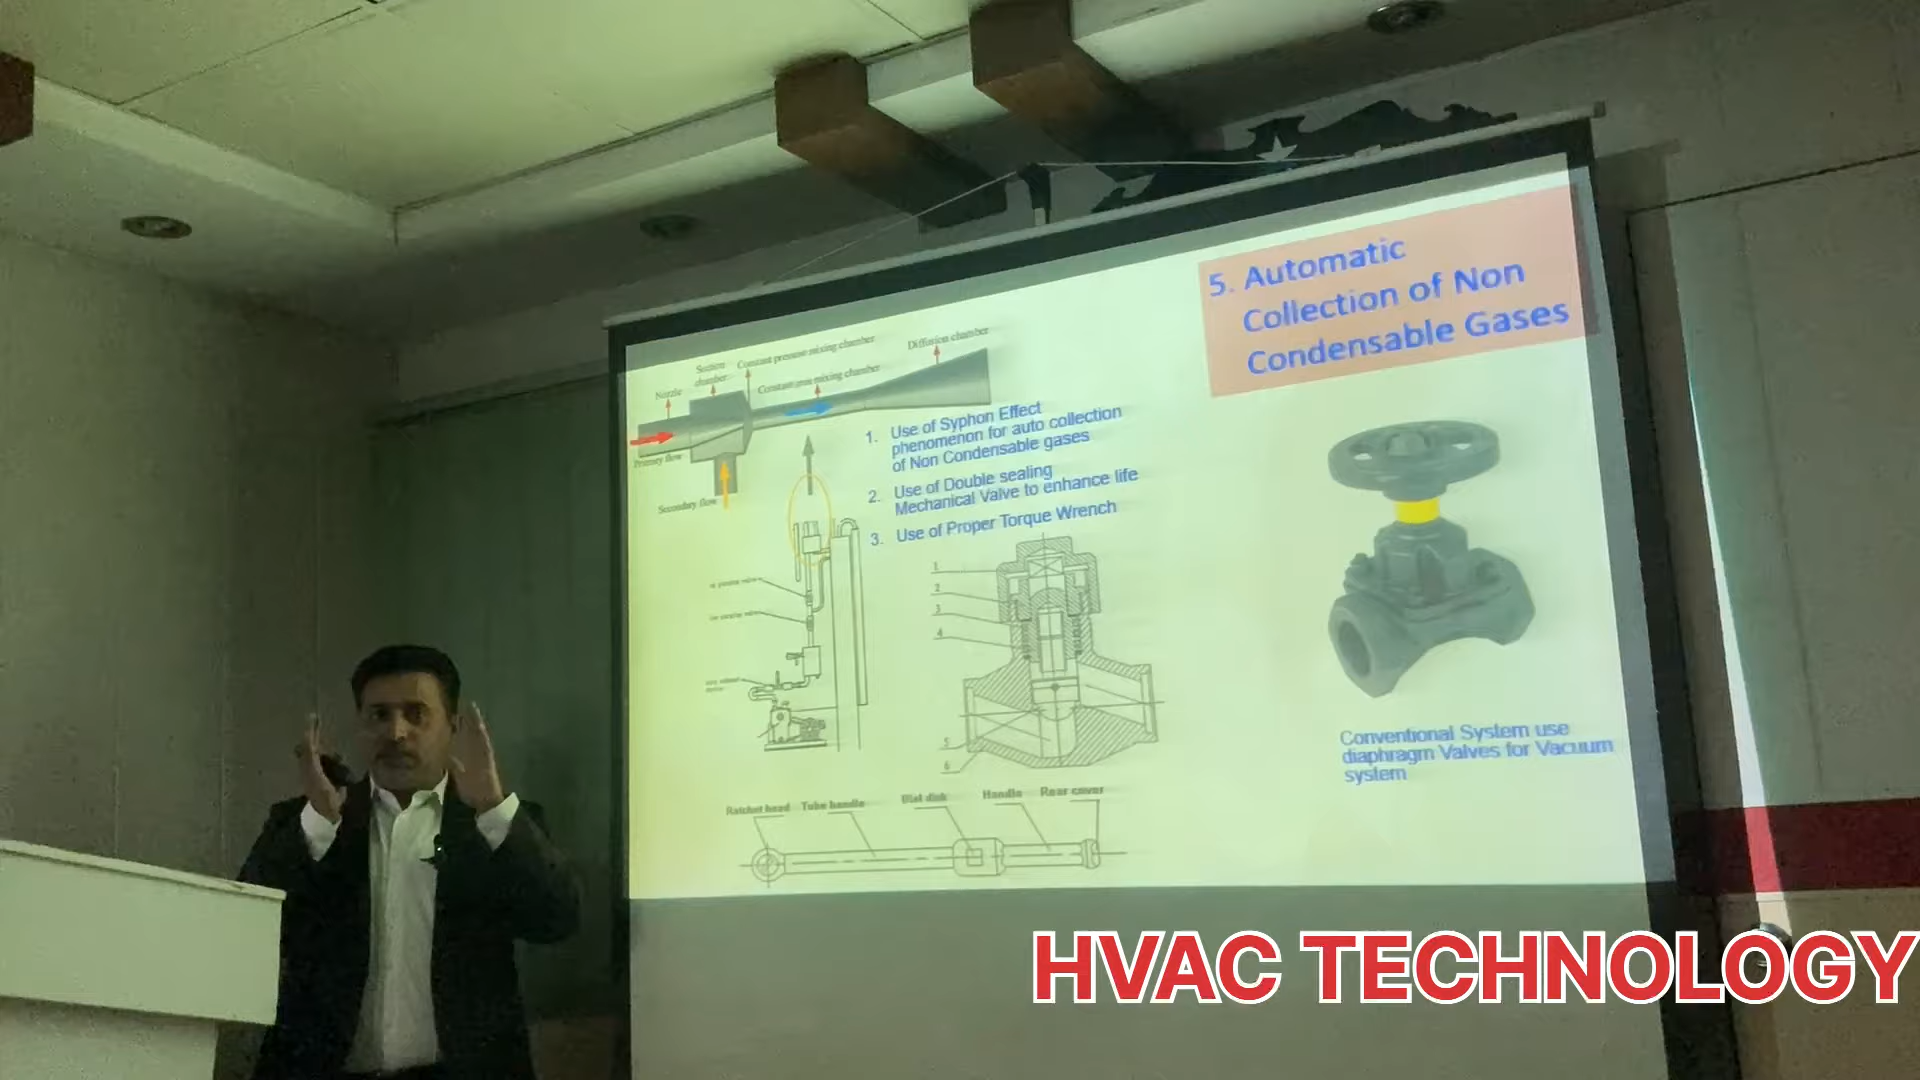 5. Automatic
Collection of Non
Condensable Gases
Diffusion chamber
Constant pressure mixing chamber
Suction
chamber
Constant area mixing chamber
Nozzle
Primary flow
Secondary flow
1. Use of Syphon Effect
phenomenon for auto collection
of Non Condensable gases
2. Use of Double sealing
Mechanical Valve to enhance life
3. Use of Proper Torque Wrench
1
2
3
4
5
6
Conventional System use
diaphragm Valves for Vacuum
system
Ratchet head Tube handle Dial dish Handle Rear cover
HVAC TECHNOLOGY